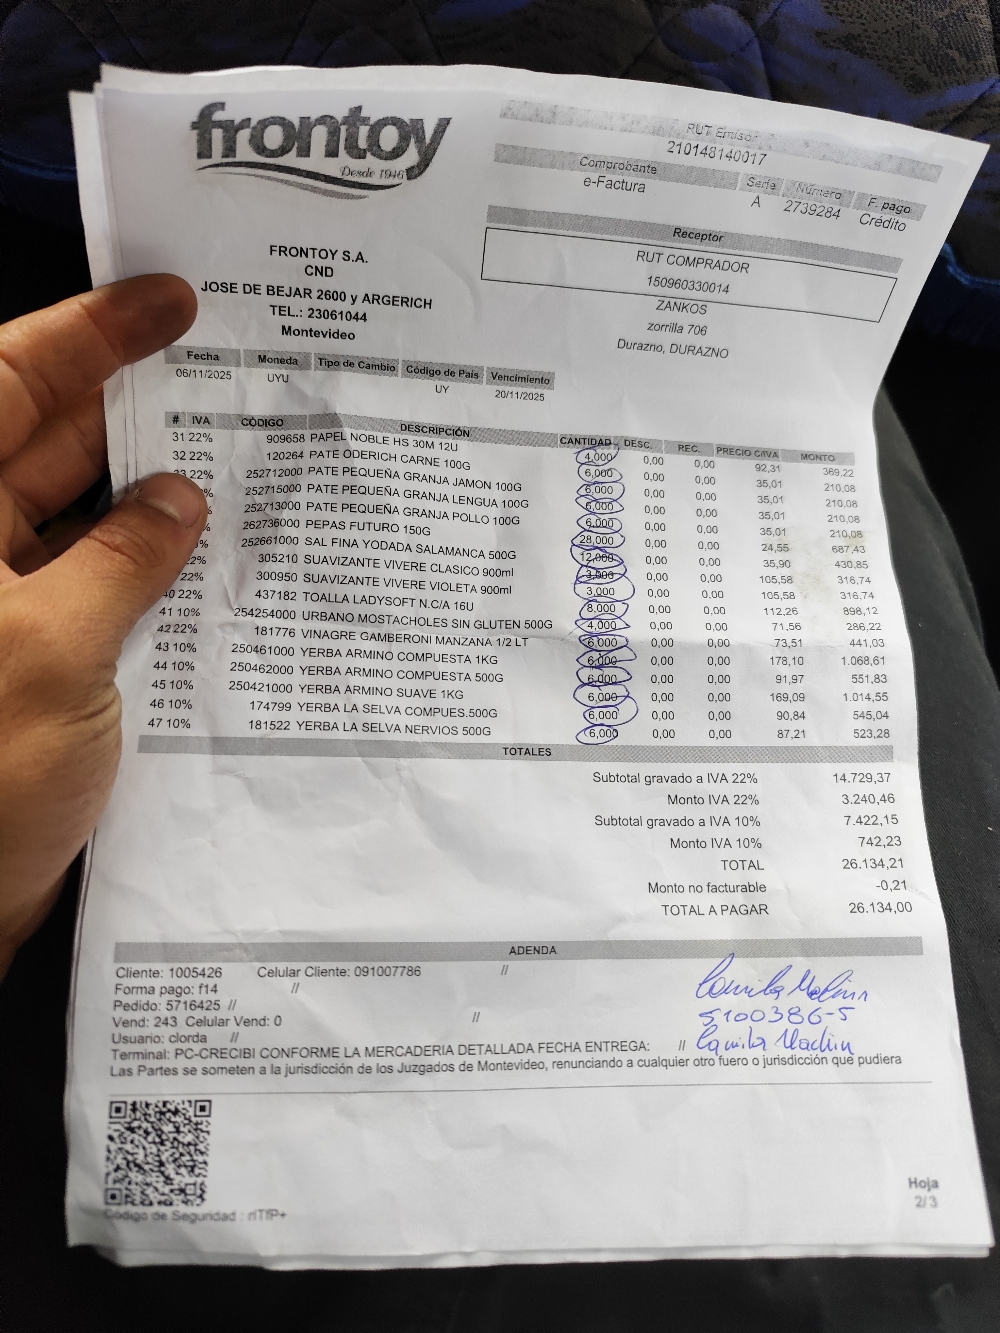 frontoy
Desde 1946
RUT Emisor
210148140017
Comprobante Serie Número F. pago
e-Factura A 2739284 Crédito
Receptor
RUT COMPRADOR
150960330014
ZANKOS
zorrilla 706
Durazno, DURAZNO
FRONTOY S.A.
CND
JOSE DE BEJAR 2600 y ARGERICH
TEL.: 23061044
Montevideo
Fecha Moneda Tipo de Cambio Código de País Vencimiento
06/11/2025 UYU UY 20/11/2025
# IVA CÓDIGO DESCRIPCIÓN CANTIDAD DESC. REC. PRECIO C/IVA MONTO
31 22% 909658 PAPEL NOBLE HS 30M 12U 4,000 0,00 0,00 92,31 369,22
32 22% 120264 PATE ODERICH CARNE 100G 6,000 0,00 0,00 35,01 210,08
33 22% 252712000 PATE PEQUEÑA GRANJA JAMON 100G 6,000 0,00 0,00 35,01 210,08
252715000 PATE PEQUEÑA GRANJA LENGUA 100G 6,000 0,00 0,00 35,01 210,08
252713000 PATE PEQUEÑA GRANJA POLLO 100G 6,000 0,00 0,00 35,01 210,08
262736000 PEPAS FUTURO 150G 28,000 0,00 0,00 24,55 687,43
252661000 SAL FINA YODADA SALAMANCA 500G 12,000 0,00 0,00 35,90 430,85
22% 305210 SUAVIZANTE VIVERE CLASICO 900ml 3,000 0,00 0,00 105,58 316,74
22% 300950 SUAVIZANTE VIVERE VIOLETA 900ml 3,000 0,00 0,00 105,58 316,74
40 22% 437182 TOALLA LADYSOFT N.C/A 16U 8,000 0,00 0,00 112,26 898,12
41 10% 254254000 URBANO MOSTACHOLES SIN GLUTEN 500G 4,000 0,00 0,00 71,56 286,22
42 22% 181776 VINAGRE GAMBERONI MANZANA 1/2 LT 6,000 0,00 0,00 73,51 441,03
43 10% 250461000 YERBA ARMINO COMPUESTA 1KG 6,000 0,00 0,00 178,10 1.068,61
44 10% 250462000 YERBA ARMINO COMPUESTA 500G 6,000 0,00 0,00 91,97 551,83
45 10% 250421000 YERBA ARMINO SUAVE 1KG 6,000 0,00 0,00 169,09 1.014,55
46 10% 174799 YERBA LA SELVA COMPUES.500G 6,000 0,00 0,00 90,84 545,04
47 10% 181522 YERBA LA SELVA NERVIOS 500G 6,000 0,00 0,00 87,21 523,28
TOTALES
Subtotal gravado a IVA 22% 14.729,37
Monto IVA 22% 3.240,46
Subtotal gravado a IVA 10% 7.422,15
Monto IVA 10% 742,23
TOTAL 26.134,21
Monto no facturable -0,21
TOTAL A PAGAR 26.134,00
ADENDA
Cliente: 1005426 Celular Cliente: 091007786 //
Forma pago: f14 //
Pedido: 5716425 //
Vend: 243 Celular Vend: 0 //
Usuario: clorda //
Terminal: PC-CRECIBI CONFORME LA MERCADERIA DETALLADA FECHA ENTREGA: //
Las Partes se someten a la jurisdicción de los Juzgados de Montevideo, renunciando a cualquier otro fuero o jurisdicción que pudiera
Camila
5100386-5
Camila Machin
Código de Seguridad : rITfP+
Hoja
2/3